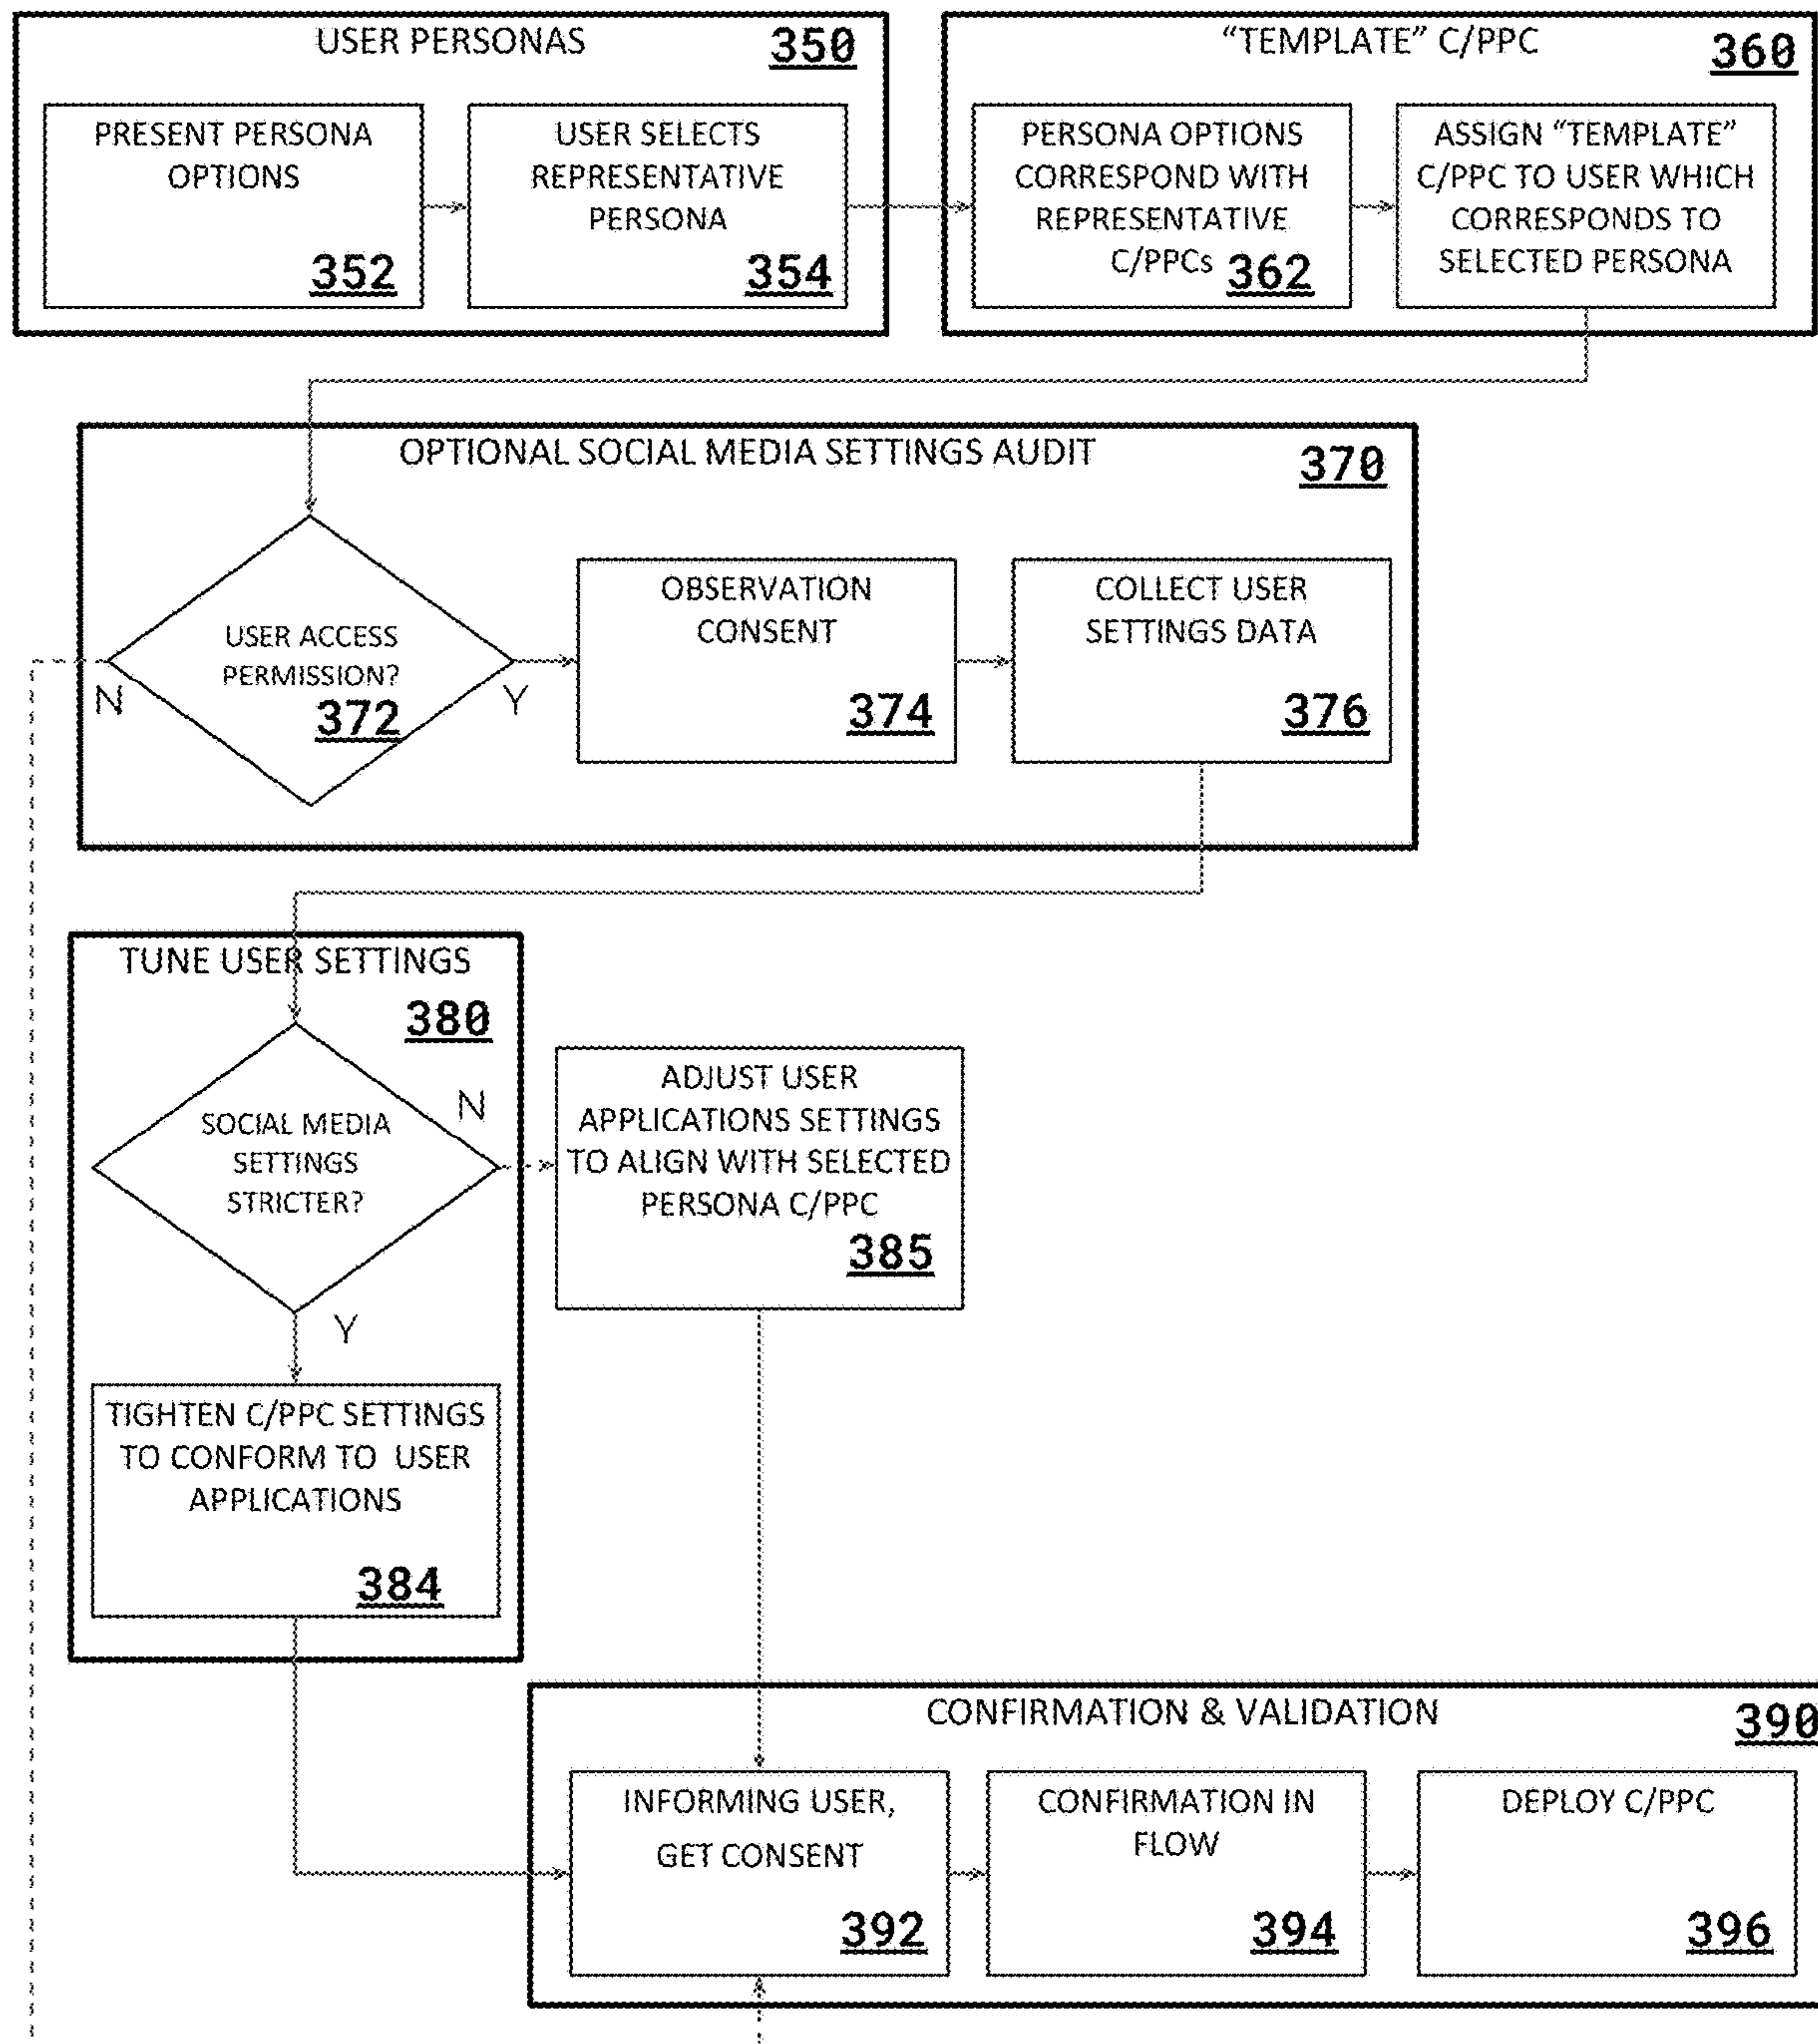 USER PERSONAS 350
PRESENT PERSONA
OPTIONS
352
USER SELECTS
REPRESENTATIVE
PERSONA
354
“TEMPLATE” C/PPC 360
PERSONA OPTIONS
CORRESPOND WITH
REPRESENTATIVE
C/PPCs 362
ASSIGN “TEMPLATE”
C/PPC TO USER WHICH
CORRESPONDS TO
SELECTED PERSONA
OPTIONAL SOCIAL MEDIA SETTINGS AUDIT 370
USER ACCESS
PERMISSION?
372
N
Y
OBSERVATION
CONSENT
374
COLLECT USER
SETTINGS DATA
376
TUNE USER SETTINGS
380
SOCIAL MEDIA
SETTINGS
STRICTER?
N
Y
ADJUST USER
APPLICATIONS SETTINGS
TO ALIGN WITH SELECTED
PERSONA C/PPC
385
TIGHTEN C/PPC SETTINGS
TO CONFORM TO USER
APPLICATIONS
384
CONFIRMATION & VALIDATION 390
INFORMING USER,
GET CONSENT
392
CONFIRMATION IN
FLOW
394
DEPLOY C/PPC
396